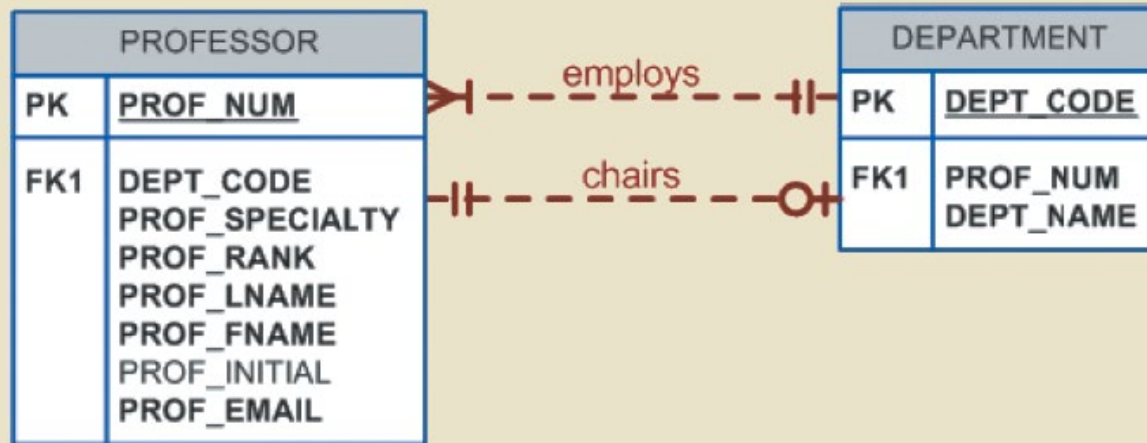 PROFESSOR
PK PROF_NUM
FK1 DEPT_CODE
PROF_SPECIALTY
PROF_RANK
PROF_LNAME
PROF_FNAME
PROF_INITIAL
PROF_EMAIL
employs
chairs
DEPARTMENT
PK DEPT_CODE
FK1 PROF_NUM
DEPT_NAME